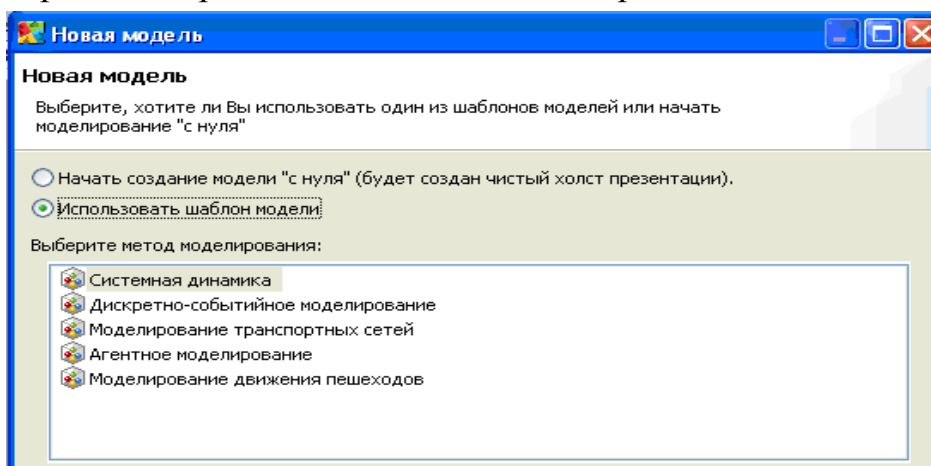 Новая модель
Новая модель
Выберите, хотите ли Вы использовать один из шаблонов моделей или начать
моделирование "с нуля"
Начать создание модели "с нуля" (будет создан чистый холст презентации).
Использовать шаблон модели
Выберите метод моделирования:
Системная динамика
Дискретно-событийное моделирование
Моделирование транспортных сетей
Агентное моделирование
Моделирование движения пешеходов